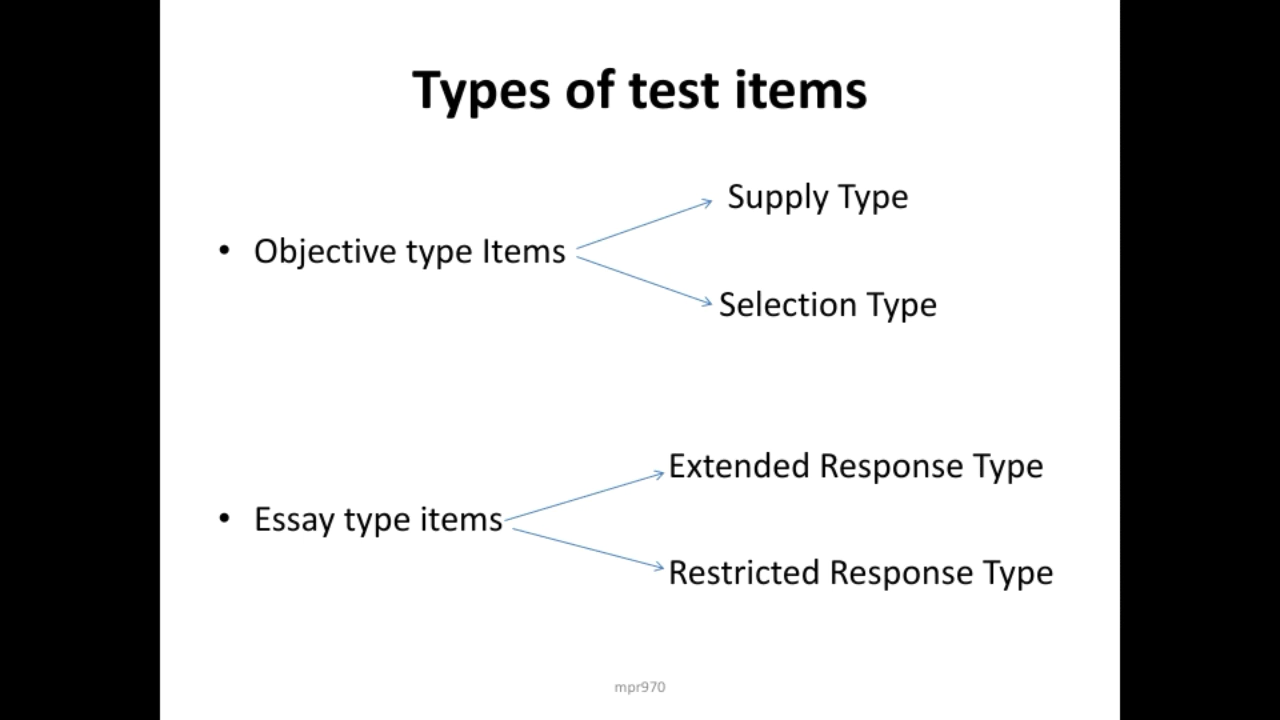 Types of test items
Supply Type
• Objective type Items
Selection Type
Extended Response Type
• Essay type items
Restricted Response Type
mpr970